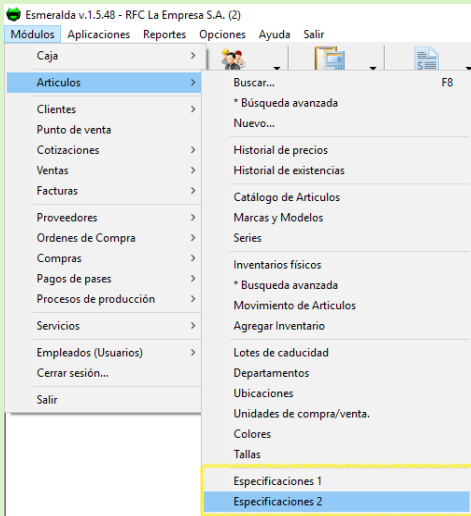 Esmeralda v.1.5.48 - RFC La Empresa S.A. (2)
Módulos Aplicaciones Reportes Opciones Ayuda Salir
Caja
Articulos
Clientes
Punto de venta
Cotizaciones
Ventas
Facturas
Proveedores
Ordenes de Compra
Compras
Pagos de pases
Procesos de producción
Servicios
Empleados (Usuarios)
Cerrar sesión...
Salir
Buscar... F8
* Búsqueda avanzada
Nuevo...
Historial de precios
Historial de existencias
Catálogo de Articulos
Marcas y Modelos
Series
Inventarios físicos
* Busqueda avanzada
Movimiento de Articulos
Agregar Inventario
Lotes de caducidad
Departamentos
Ubicaciones
Unidades de compra/venta.
Colores
Tallas
Especificaciones 1
Especificaciones 2